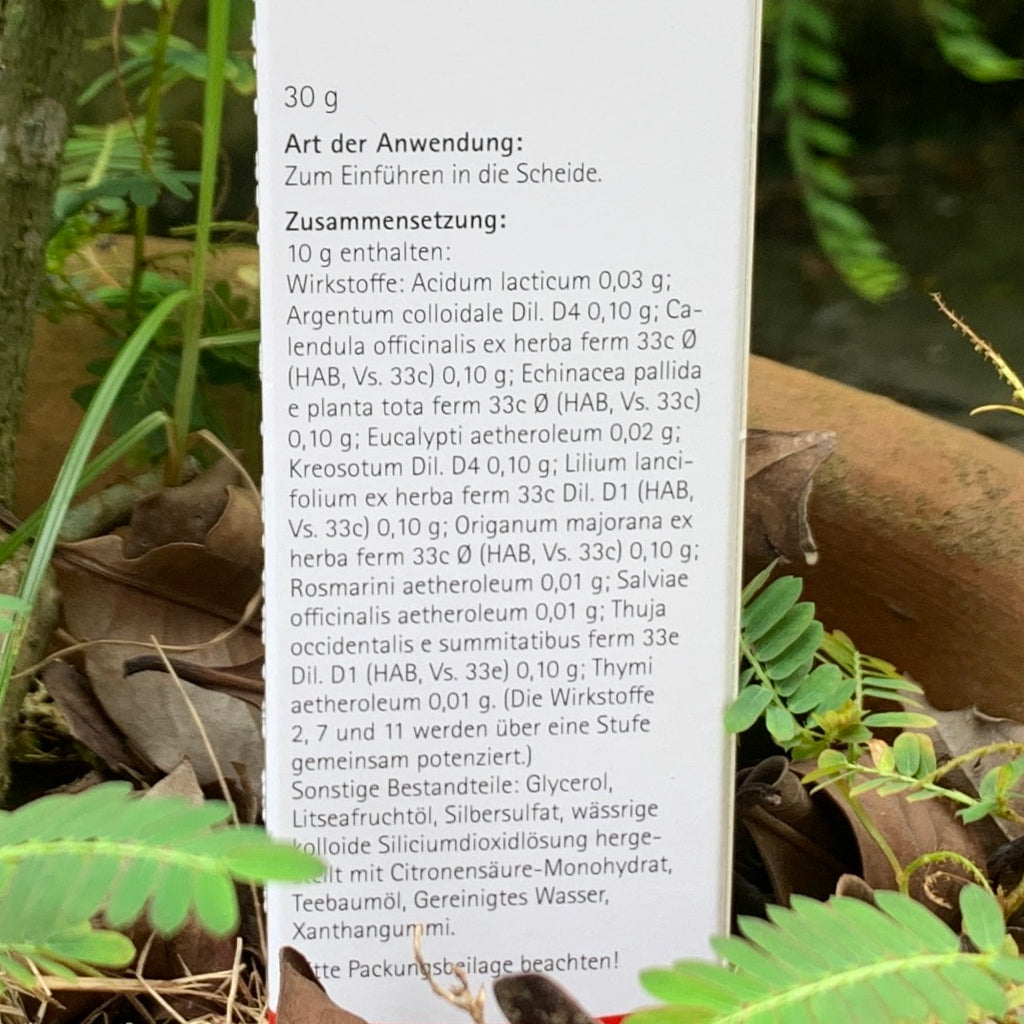 30 g
Art der Anwendung:
Zum Einführen in die Scheide.
Zusammensetzung:
10 g enthalten:
Wirkstoffe: Acidum lacticum 0,03 g;
Argentum colloidale Dil. D4 0,10 g; Ca-
lendula officinalis ex herba ferm 33c Ø
(HAB, Vs. 33c) 0,10 g; Echinacea pallida
e planta tota ferm 33c Ø (HAB, Vs. 33c)
0,10 g; Eucalypti aetheroleum 0,02 g;
Kreosotum Dil. D4 0,10 g; Lilium lanci-
folium ex herba ferm 33c Dil. D1 (HAB,
Vs. 33c) 0,10 g; Origanum majorana ex
herba ferm 33c Ø (HAB, Vs. 33c) 0,10 g;
Rosmarini aetheroleum 0,01 g; Salviae
officinalis aetheroleum 0,01 g; Thuja
occidentalis e summitatibus ferm 33e
Dil. D1 (HAB, Vs. 33e) 0,10 g; Thymi
aetheroleum 0,01 g. (Die Wirkstoffe
2, 7 und 11 werden über eine Stufe
gemeinsam potenziert.)
Sonstige Bestandteile: Glycerol,
Litseafruchtöl, Silbersulfat, wässrige
kolloide Siliciumdioxidlösung herge-
stellt mit Citronensäure-Monohydrat,
Teebaumöl, Gereinigtes Wasser,
Xanthangummi.
Bitte Packungsbeilage beachten!